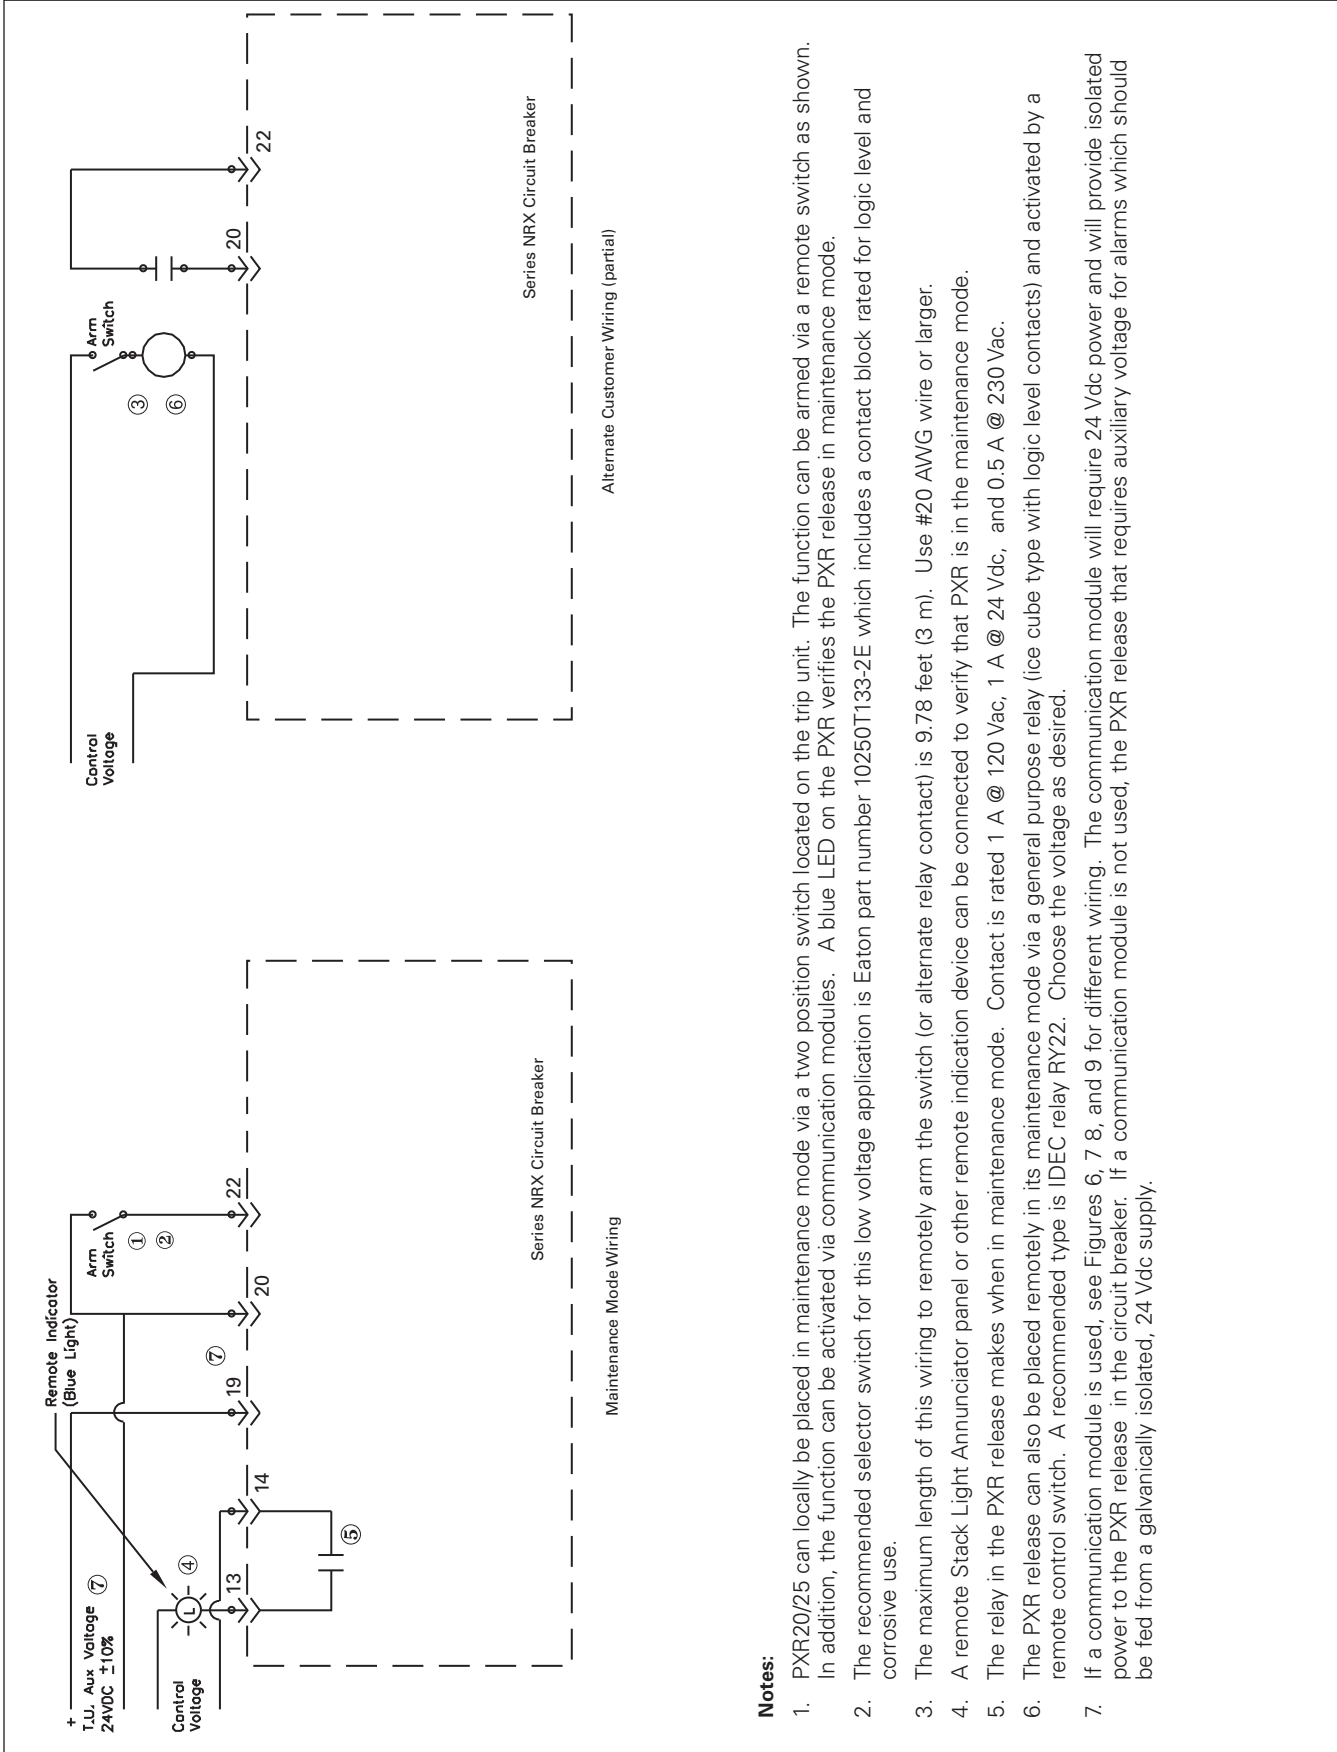 +
T.U. Aux Voltage ⑦
24VDC ±10%
Control
Voltage
Remote Indicator
(Blue Light)
④
L
13
14
⑤
19
⑦
20
Arm
Switch
①
②
22
Series NRX Circuit Breaker
Maintenance Mode Wiring
Control
Voltage
③
⑥
Arm
Switch
20
22
Series NRX Circuit Breaker
Alternate Customer Wiring (partial)
Notes:
1. PXR20/25 can locally be placed in maintenance mode via a two position switch located on the trip unit. The function can be armed via a remote switch as shown.
In addition, the function can be activated via communication modules. A blue LED on the PXR verifies the PXR release in maintenance mode.
2. The recommended selector switch for this low voltage application is Eaton part number 10250T133-2E which includes a contact block rated for logic level and
corrosive use.
3. The maximum length of this wiring to remotely arm the switch (or alternate relay contact) is 9.78 feet (3 m). Use #20 AWG wire or larger.
4. A remote Stack Light Annunciator panel or other remote indication device can be connected to verify that PXR is in the maintenance mode.
5. The relay in the PXR release makes when in maintenance mode. Contact is rated 1 A @ 120 Vac, 1 A @ 24 Vdc, and 0.5 A @ 230 Vac.
6. The PXR release can also be placed remotely in its maintenance mode via a general purpose relay (ice cube type with logic level contacts) and activated by a
remote control switch. A recommended type is IDEC relay RY22. Choose the voltage as desired.
7. If a communication module is used, see Figures 6, 7 8, and 9 for different wiring. The communication module will require 24 Vdc power and will provide isolated
power to the PXR release in the circuit breaker. If a communication module is not used, the PXR release that requires auxiliary voltage for alarms which should
be fed from a galvanically isolated, 24 Vdc supply.